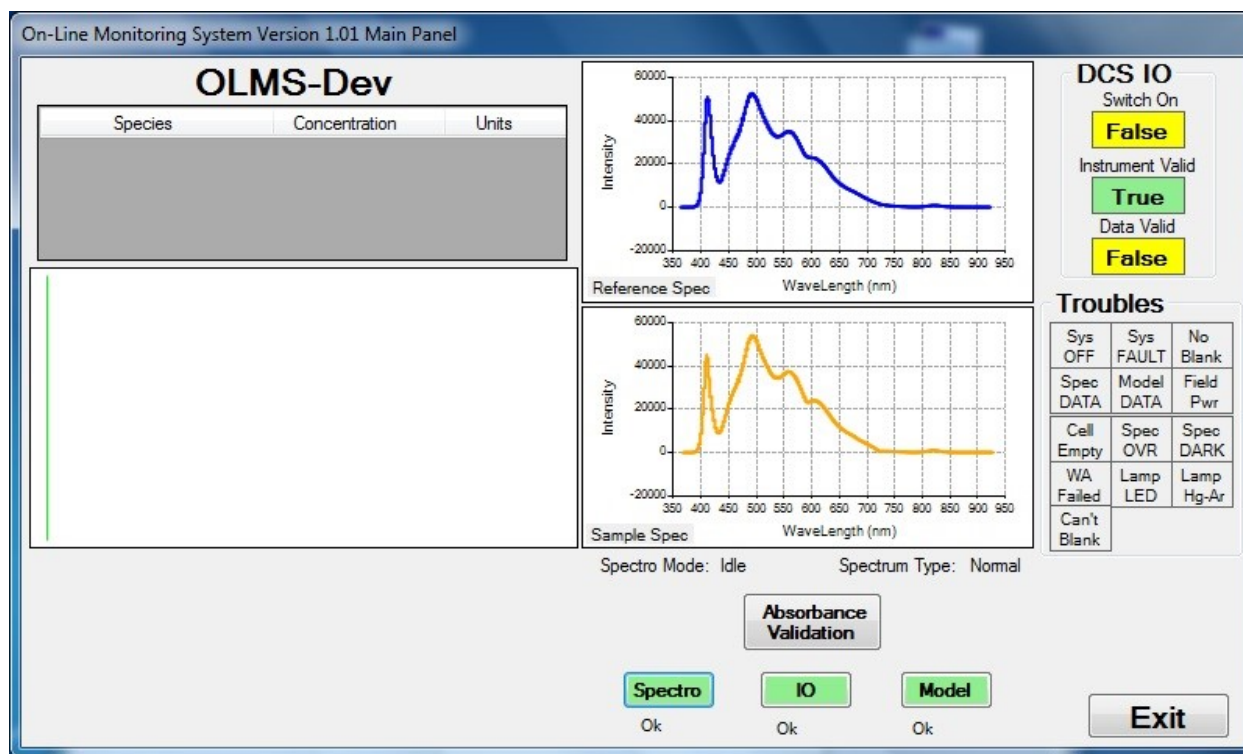 On-Line Monitoring System Version 1.01 Main Panel
OLMS-Dev
Species Concentration Units
60000
40000
20000
0
-20000
Intensity
350 400 450 500 550 600 650 700 750 800 850 900 950
Reference Spec
WaveLength (nm)
60000
40000
20000
0
-20000
Intensity
350 400 450 500 550 600 650 700 750 800 850 900 950
Sample Spec
WaveLength (nm)
Spectro Mode: Idle
Spectrum Type: Normal
Absorbance
Validation
Spectro IO Model
Ok Ok Ok
DCS IO
Switch On
False
Instrument Valid
True
Data Valid
False
Troubles
Sys Sys No
OFF FAULT Blank
Spec Model Field
DATA DATA Pwr
Cell Spec Spec
Empty OVR DARK
WA Lamp Lamp
Failed LED Hg-Ar
Can't
Blank
Exit